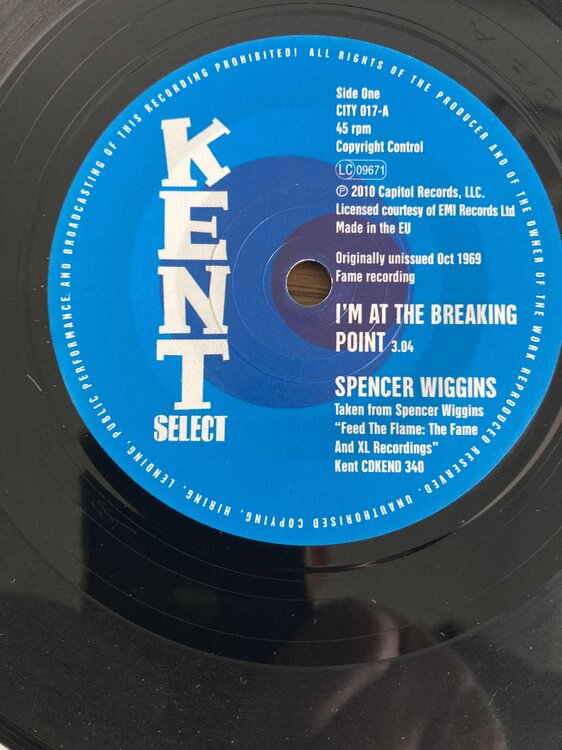 KENT
SELECT
Side One
CITY 017-A
45 rpm
Copyright Control
LC 09671
℗ 2010 Capitol Records, LLC.
Licensed courtesy of EMI Records Ltd
Made in the EU
Originally unissued Oct 1969
Fame recording
I'M AT THE BREAKING
POINT 3.04
SPENCER WIGGINS
Taken from Spencer Wiggins
“Feed The Flame: The Fame
And XL Recordings”
Kent CDKEND 340
ALL RIGHTS OF THE PRODUCER AND OF THE OWNER OF THE WORK REPRODUCED RESERVED. UNAUTHORISED COPYING, HIRING, LENDING, PUBLIC PERFORMANCE AND BROADCASTING OF THIS RECORDING PROHIBITED!